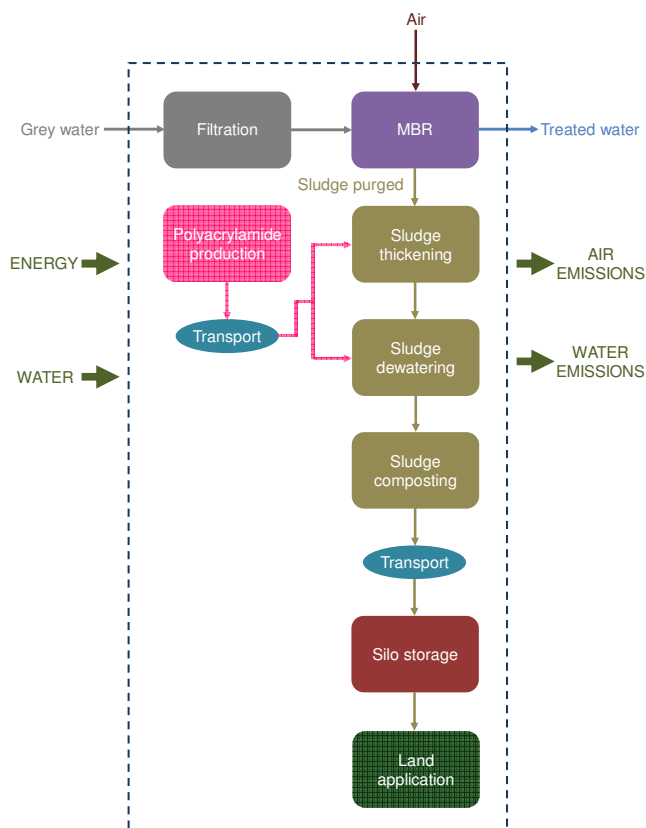 Air
Grey water
Filtration
MBR
Treated water
Sludge purged
Polyacrylamide
production
Sludge
thickening
ENERGY
AIR
EMISSIONS
Transport
Sludge
dewatering
WATER
WATER
EMISSIONS
Sludge
composting
Transport
Silo storage
Land
application